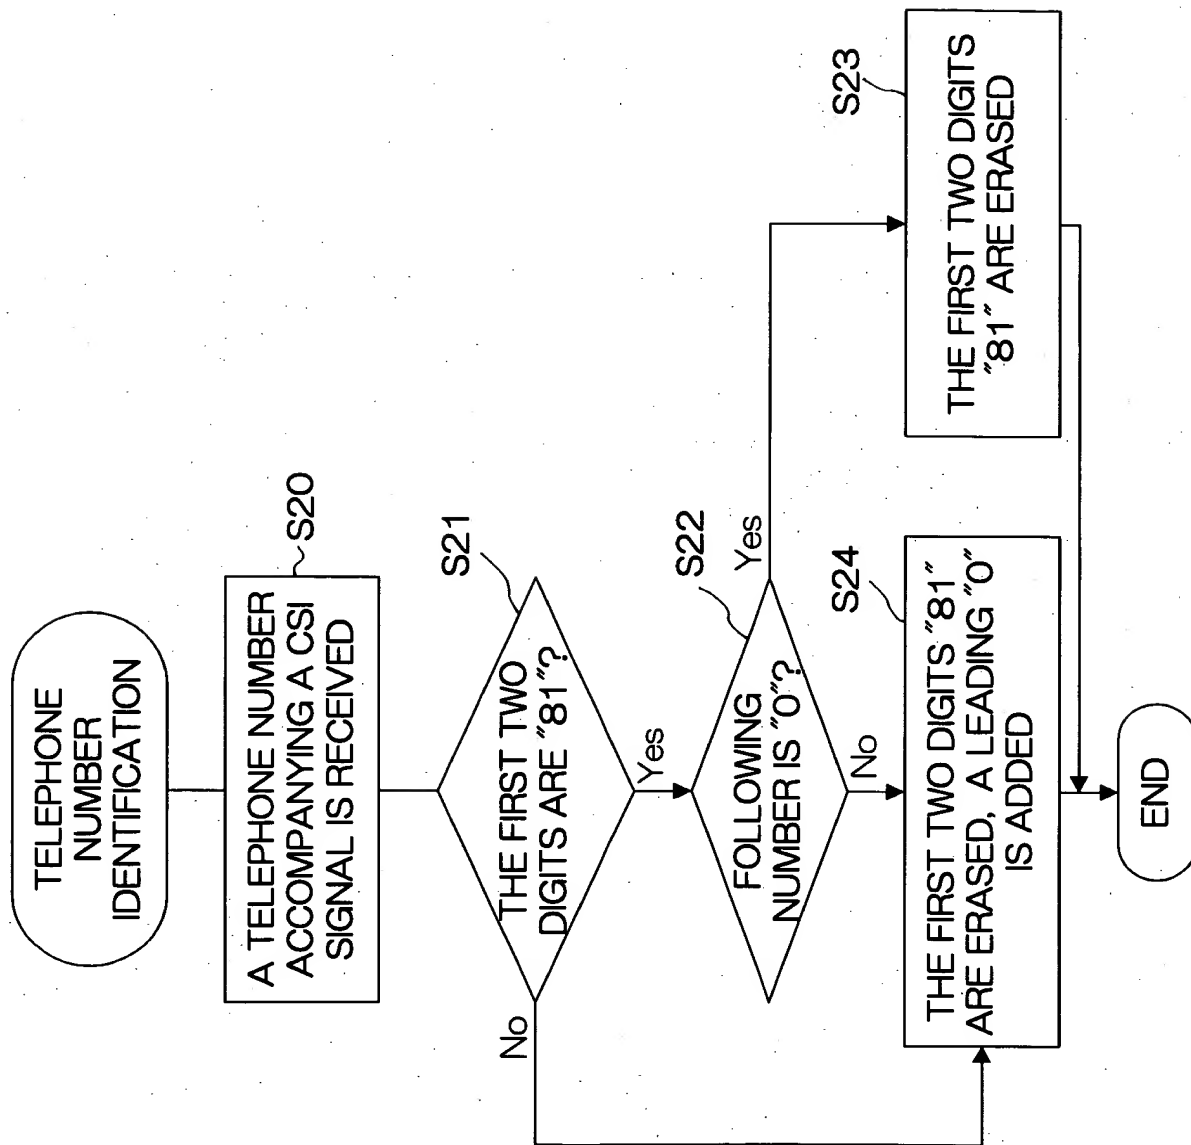 TELEPHONE
NUMBER
IDENTIFICATION
S20
A TELEPHONE NUMBER
ACCOMPANYING A CSI
SIGNAL IS RECEIVED
S21
THE FIRST TWO
DIGITS ARE "81"?
No
Yes
S22
FOLLOWING
NUMBER IS "0"?
Yes
No
S23
THE FIRST TWO DIGITS
"81" ARE ERASED
S24
THE FIRST TWO DIGITS "81"
ARE ERASED, A LEADING "0"
IS ADDED
END